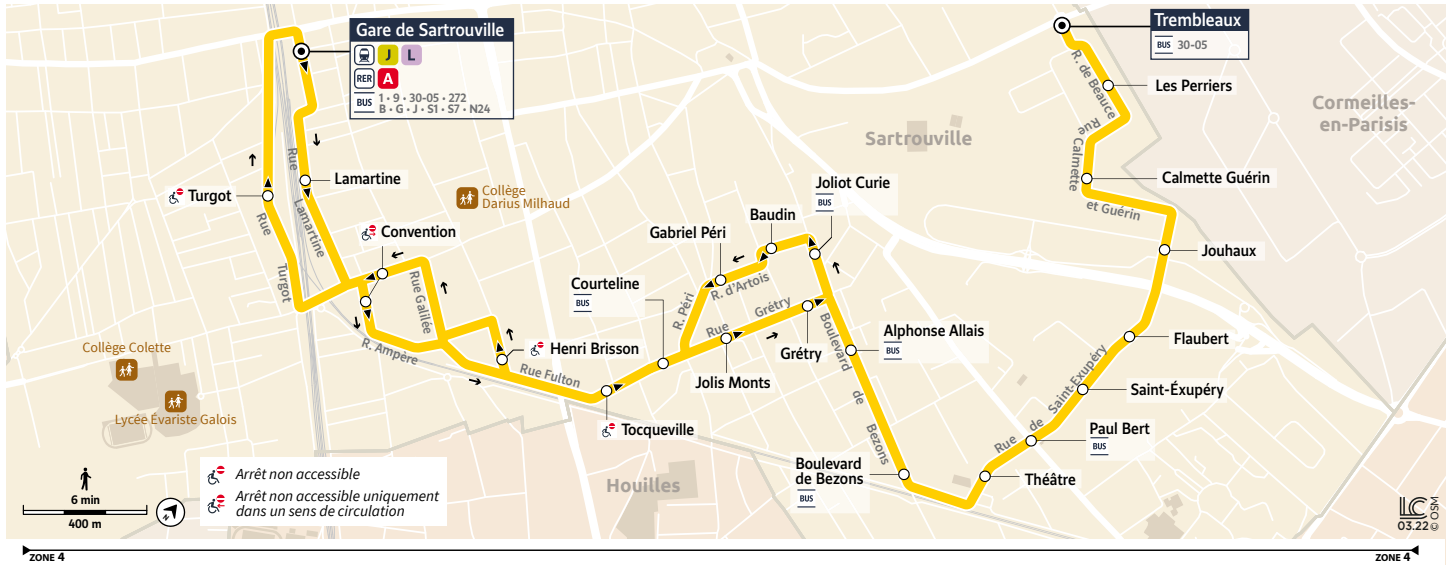 Gare de Sartrouville
J L
RER A
BUS 1 • 9 • 30-05 • 272
B • G • J • S1 • S7 • N24
Trembleaux
BUS 30-05
R. de Beauce
Les Perriers
Cormeilles-
en-Parisis
Rue
Calmette
et Guérin
Calmette Guérin
Sartrouville
Rue
Lamartine
Lamartine
Turgot
Rue
Turgot
Collège
Darius Milhaud
Joliot Curie
BUS
Baudin
Gabriel Péri
Convention
Jouhaux
Courteline
BUS
R. d'Artois
R. Péri
Rue Galilée
Rue
Grétry
Boulevard
de
Bezons
Alphonse Allais
BUS
Flaubert
Collège Colette
R. Ampère
Henri Brisson
Rue Fulton
Grétry
Jolis Monts
Saint-Éxupéry
Rue
de
Saint-Exupéry
Lycée Évariste Galois
Tocqueville
Paul Bert
BUS
Boulevard
de Bezons
BUS
Théâtre
Houilles
6 min
400 m
N
Arrêt non accessible
Arrêt non accessible uniquement
dans un sens de circulation
LC
03.22
© OSM
ZONE 4
ZONE 4